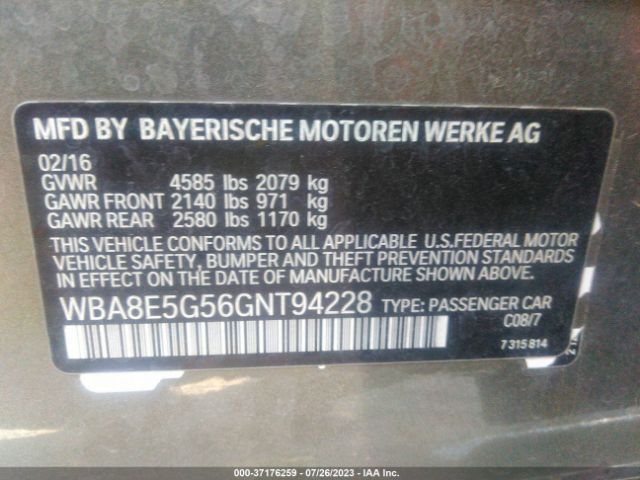 MFD BY BAYERISCHE MOTOREN WERKE AG
02/16
GVWR 4585 lbs 2079 kg
GAWR FRONT 2140 lbs 971 kg
GAWR REAR 2580 lbs 1170 kg
THIS VEHICLE CONFORMS TO ALL APPLICABLE U.S.FEDERAL MOTOR
VEHICLE SAFETY, BUMPER AND THEFT PREVENTION STANDARDS
IN EFFECT ON THE DATE OF MANUFACTURE SHOWN ABOVE.
WBA8E5G56GNT94228 TYPE: PASSENGER CAR
C08/7
7315814
000-37176259 - 07/26/2023 - IAA Inc.